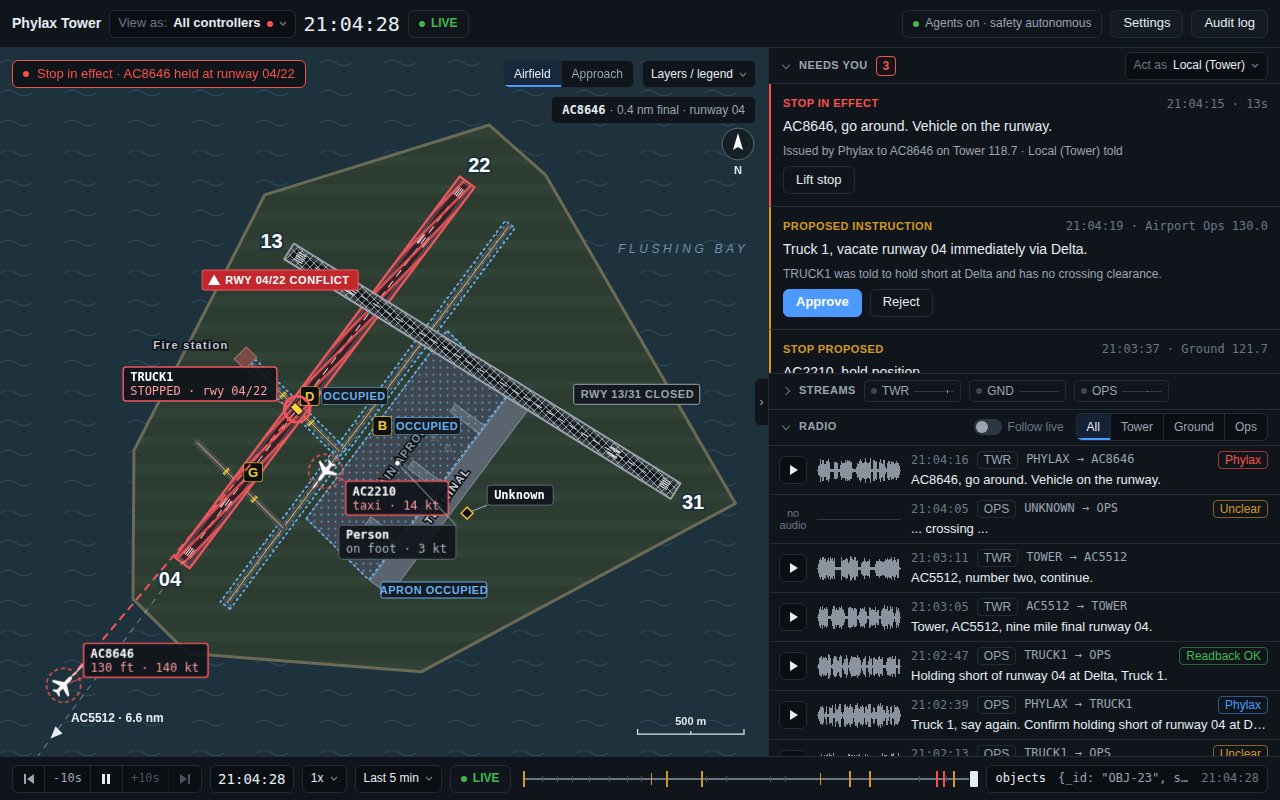 Phylax Tower
View as: All controllers
21:04:28
LIVE
Agents on · safety autonomous
Settings
Audit log
Stop in effect · AC8646 held at runway 04/22
Airfield
Approach
Layers / legend
AC8646 · 0.4 nm final · runway 04
N
22
13
FLUSHING BAY
RWY 04/22 CONFLICT
Fire station
TRUCK1
STOPPED · rwy 04/22
D
OCCUPIED
B
OCCUPIED
RWY 13/31 CLOSED
G
AC2210
taxi · 14 kt
Unknown
31
Person
on foot · 3 kt
04
APRON OCCUPIED
AC8646
130 ft · 140 kt
AC5512 · 6.6 nm
500 m
NEEDS YOU
3
Act as Local (Tower)
STOP IN EFFECT
21:04:15 · 13s
AC8646, go around. Vehicle on the runway.
Issued by Phylax to AC8646 on Tower 118.7 · Local (Tower) told
Lift stop
PROPOSED INSTRUCTION
21:04:19 · Airport Ops 130.0
Truck 1, vacate runway 04 immediately via Delta.
TRUCK1 was told to hold short at Delta and has no crossing clearance.
Approve
Reject
STOP PROPOSED
21:03:37 · Ground 121.7
AC2210, hold position.
STREAMS
TWR
GND
OPS
RADIO
Follow live
All
Tower
Ground
Ops
21:04:16 TWR PHYLAX → AC8646 Phylax
AC8646, go around. Vehicle on the runway.
no audio
21:04:05 OPS UNKNOWN → OPS Unclear
... crossing ...
21:03:11 TWR TOWER → AC5512
AC5512, number two, continue.
21:03:05 TWR AC5512 → TOWER
Tower, AC5512, nine mile final runway 04.
21:02:47 OPS TRUCK1 → OPS Readback OK
Holding short of runway 04 at Delta, Truck 1.
21:02:39 OPS PHYLAX → TRUCK1 Phylax
Truck 1, say again. Confirm holding short of runway 04 at D…
21:02:13 OPS TRUCK1 → OPS Unclear
-10s
+10s
21:04:28
1x
Last 5 min
LIVE
objects {_id: "OBJ-23", s… 21:04:28